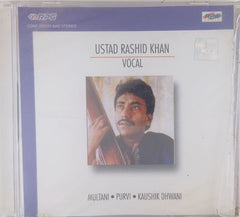 USTAD RASHID KHAN
VOCAL
MULTANI • PURVI • KAUSHIK DHWANI